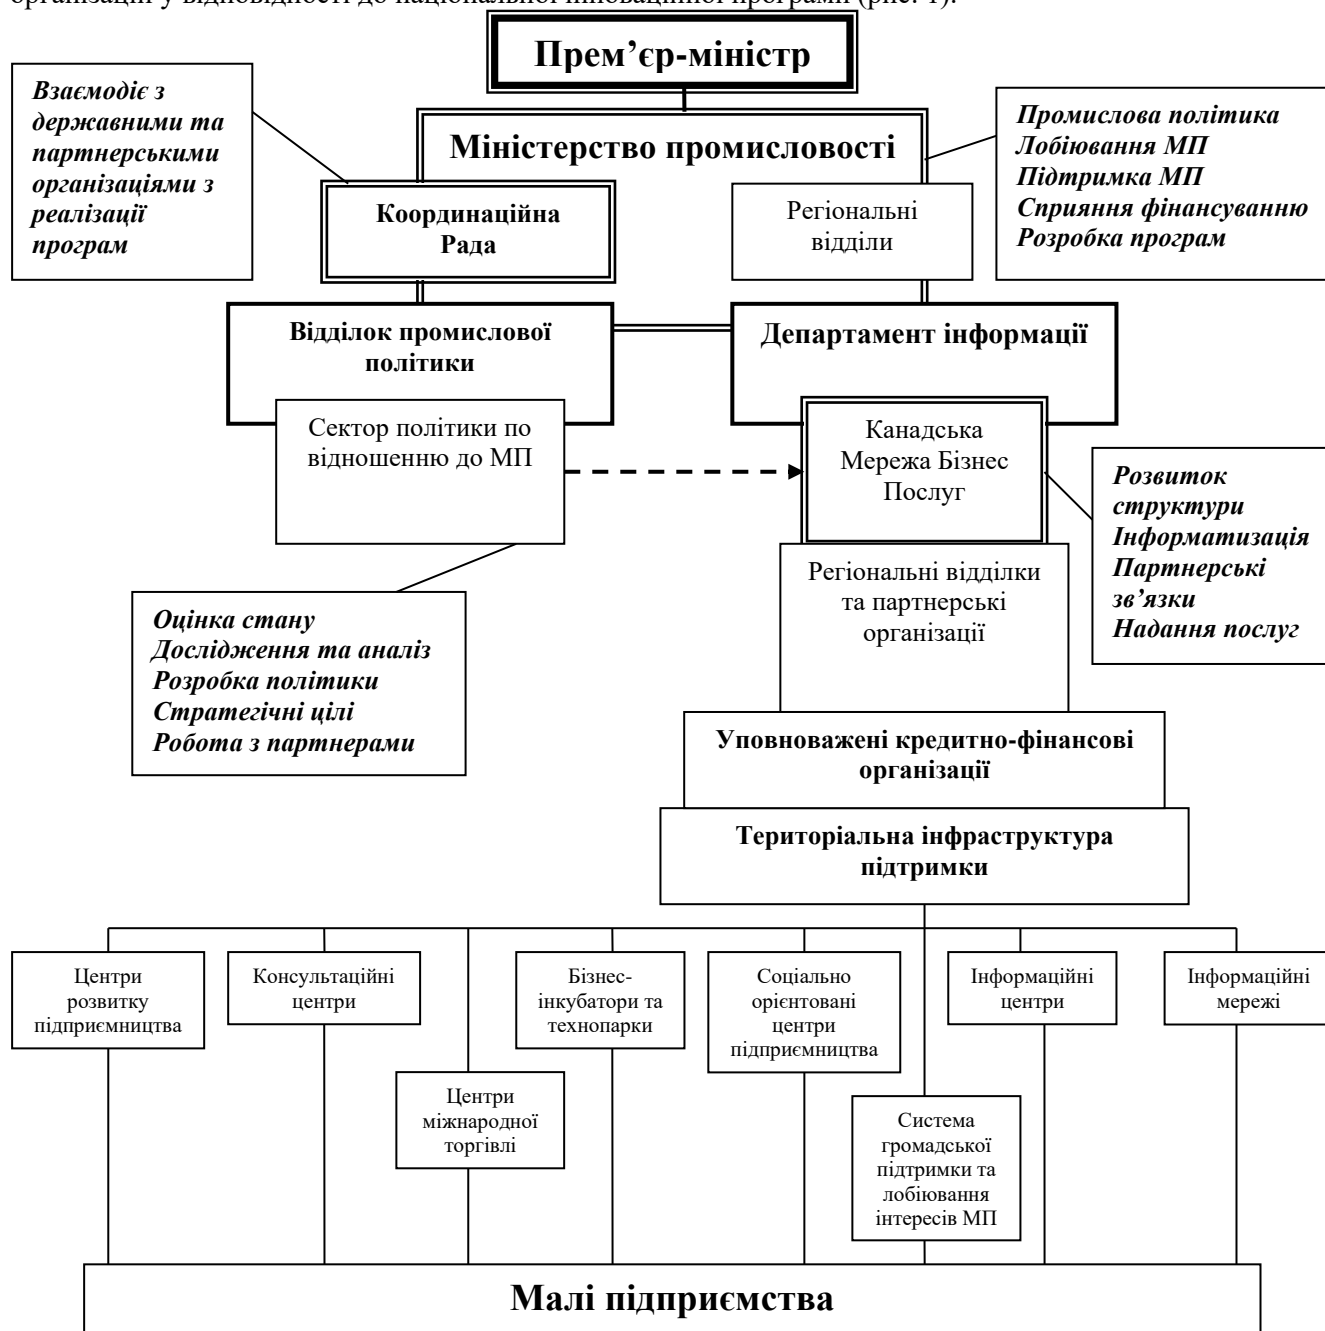 організацій у відповідності до національної інноваційної програми (рис. 1).
Прем’єр-міністр
Взаємодіє з
державними та
партнерськими
організаціями з
реалізації
програм
Міністерство промисловості
Промислова політика
Лобіювання МП
Підтримка МП
Сприяння фінансуванню
Розробка програм
Координаційна
Рада
Регіональні
відділи
Відділок промислової
політики
Департамент інформації
Сектор політики по
відношенню до МП
Канадська
Мережа Бізнес
Послуг
Розвиток
структури
Інформатизація
Партнерські
зв’язки
Надання послуг
Регіональні відділки
та партнерські
організації
Оцінка стану
Дослідження та аналіз
Розробка політики
Стратегічні цілі
Робота з партнерами
Уповноважені кредитно-фінансові
організації
Територіальна інфраструктура
підтримки
Центри
розвитку
підприємництва
Консультаційні
центри
Бізнес-
інкубатори та
технопарки
Соціально
орієнтовані
центри
підприємництва
Інформаційні
центри
Інформаційні
мережі
Центри
міжнародної
торгівлі
Система
громадської
підтримки та
лобіювання
інтересів МП
Малі підприємства